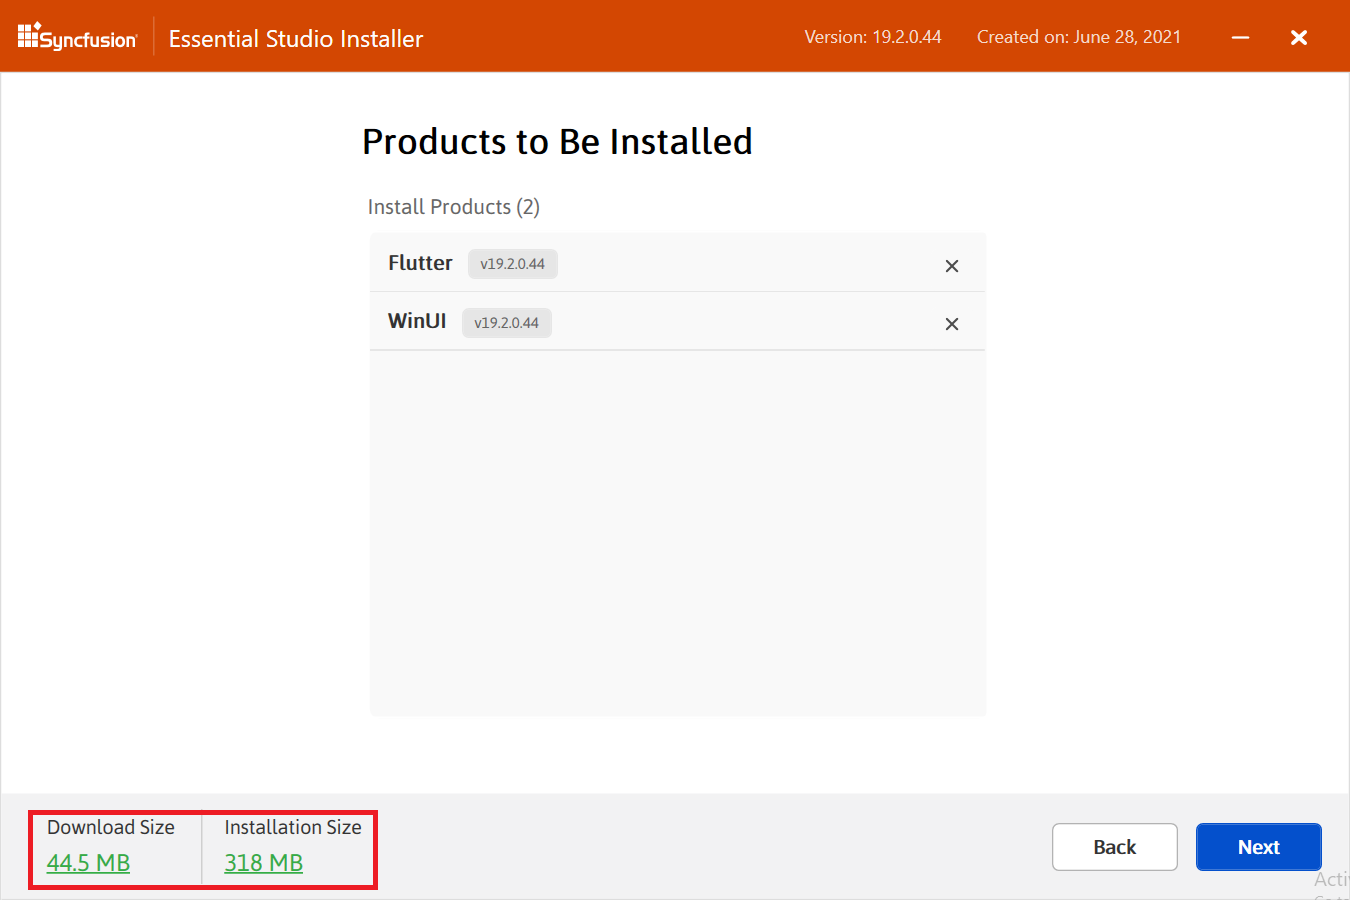 Syncfusion Essential Studio Installer Version: 19.2.0.44 Created on: June 28, 2021
Products to Be Installed
Install Products (2)
Flutter v19.2.0.44
WinUI v19.2.0.44
Download Size Installation Size
44.5 MB 318 MB
Back Next
Acti